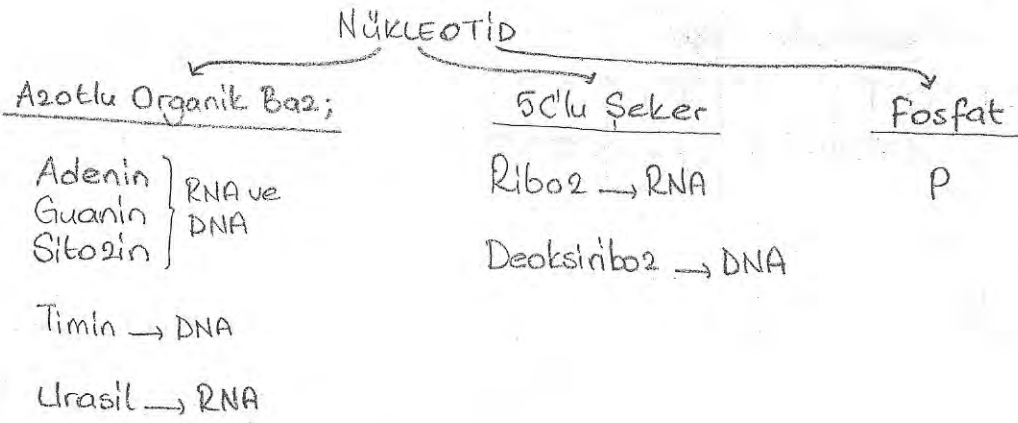 NÜKLEOTİD
Azotlu Organik Baz;
5C'lu Şeker
Fosfat
Adenin
Guanin
Sitozin
RNA ve
DNA
Riboz → RNA
P
Deoksiriboz → DNA
Timin → DNA
Urasil → RNA